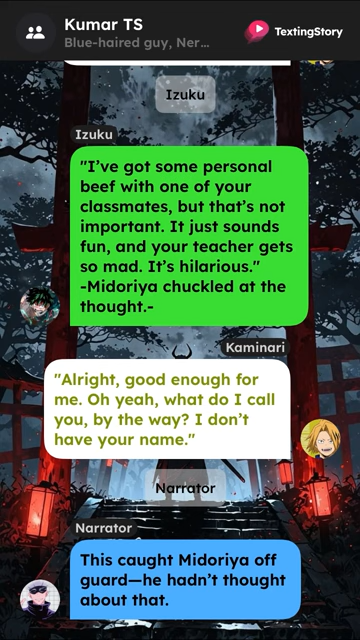 Kumar TS
Blue-haired guy, Ner...
TextingStory
Izuku
Izuku
"I've got some personal
beef with one of your
classmates, but that's not
important. It just sounds
fun, and your teacher gets
so mad. It's hilarious."
-Midoriya chuckled at the
thought.-
Kaminari
"Alright, good enough for
me. Oh yeah, what do I call
you, by the way? I don't
have your name."
Narrator
Narrator
This caught Midoriya off
guard—he hadn't thought
about that.